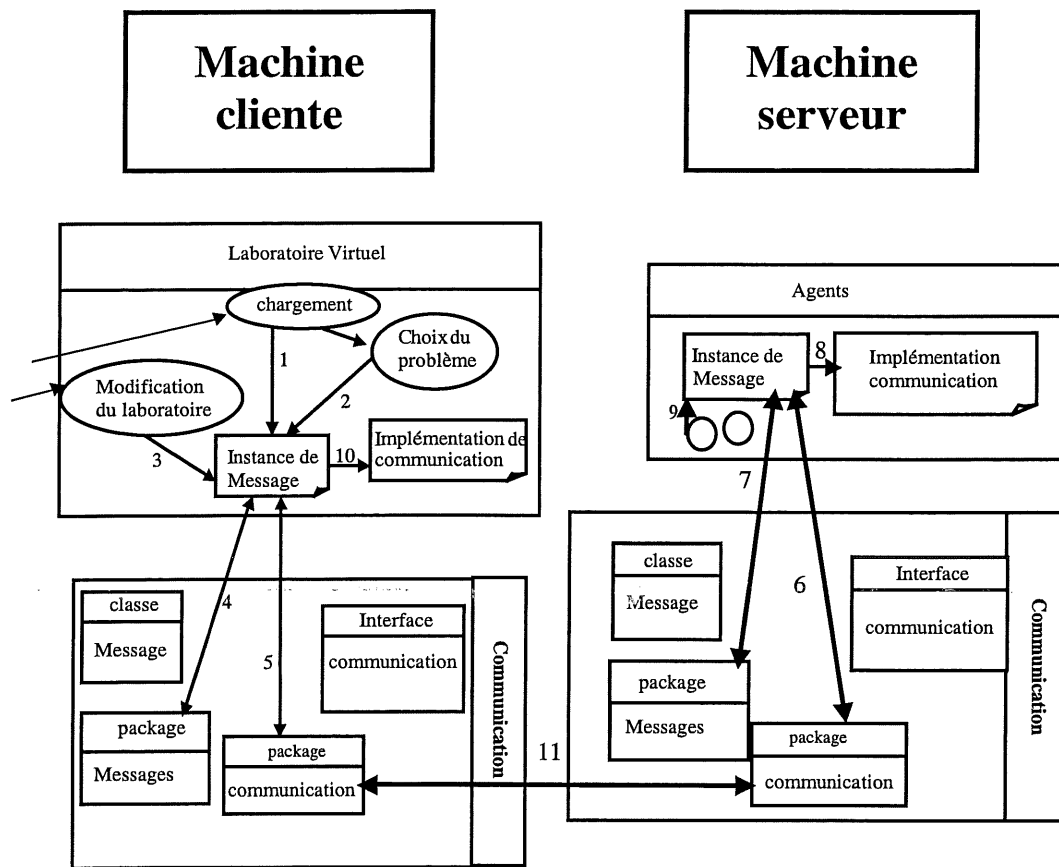 Machine
cliente
Machine
serveur
Laboratoire Virtuel
chargement
Choix du
problème
1
2
Modification
du laboratoire
3
Instance de
Message
10
Implémentation de
communication
Agents
Instance de
Message
8
Implémentation
communication
9
7
6
4
5
classe
Message
Interface
communication
package
Messages
package
communication
Communication
11
classe
Message
Interface
communication
package
Messages
package
communication
Communication